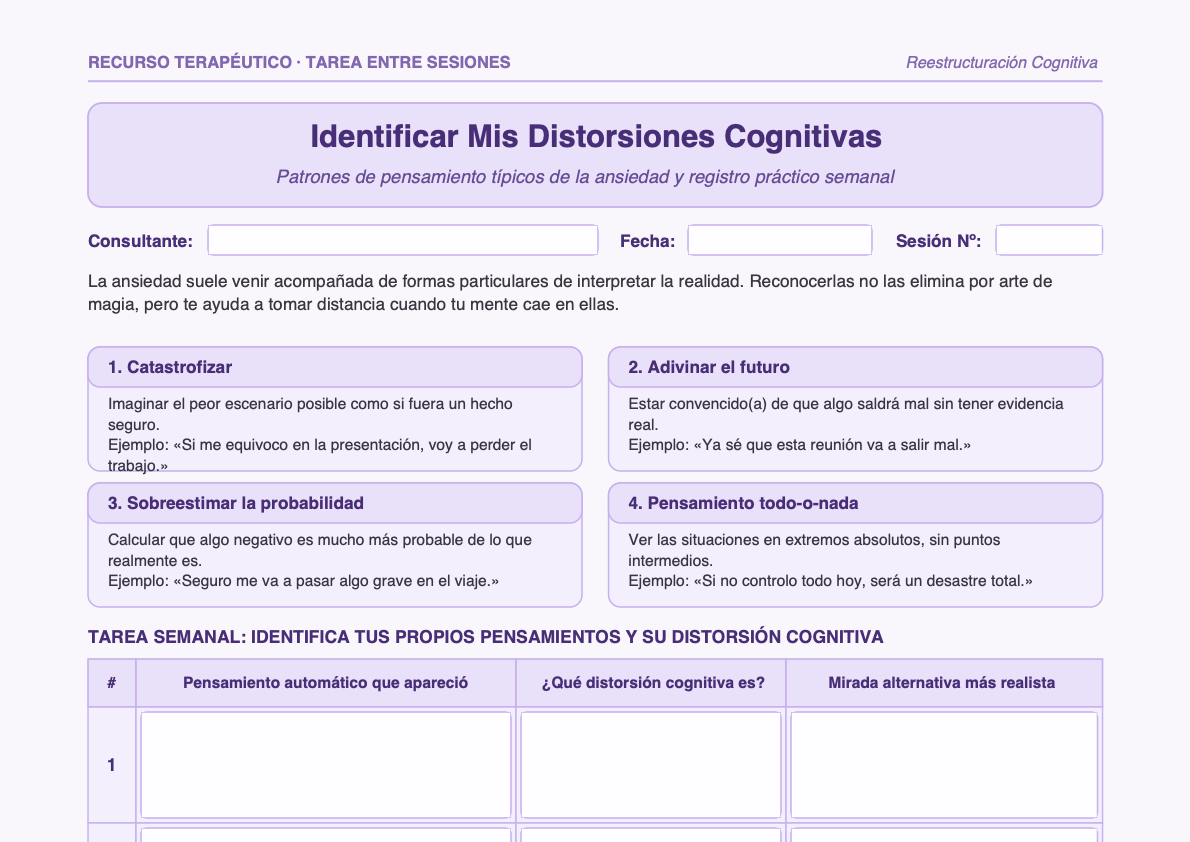 RECURSO TERAPÉUTICO · TAREA ENTRE SESIONES
Reestructuración Cognitiva
Identificar Mis Distorsiones Cognitivas
Patrones de pensamiento típicos de la ansiedad y registro práctico semanal
Consultante:
Fecha:
Sesión Nº:
La ansiedad suele venir acompañada de formas particulares de interpretar la realidad. Reconocerlas no las elimina por arte de
magia, pero te ayuda a tomar distancia cuando tu mente cae en ellas.
1. Catastrofizar
Imaginar el peor escenario posible como si fuera un hecho
seguro.
Ejemplo: «Si me equivoco en la presentación, voy a perder el
trabajo.»
2. Adivinar el futuro
Estar convencido(a) de que algo saldrá mal sin tener evidencia
real.
Ejemplo: «Ya sé que esta reunión va a salir mal.»
3. Sobreestimar la probabilidad
Calcular que algo negativo es mucho más probable de lo que
realmente es.
Ejemplo: «Seguro me va a pasar algo grave en el viaje.»
4. Pensamiento todo-o-nada
Ver las situaciones en extremos absolutos, sin puntos
intermedios.
Ejemplo: «Si no controlo todo hoy, será un desastre total.»
TAREA SEMANAL: IDENTIFICA TUS PROPIOS PENSAMIENTOS Y SU DISTORSIÓN COGNITIVA
#
Pensamiento automático que apareció
¿Qué distorsión cognitiva es?
Mirada alternativa más realista
1